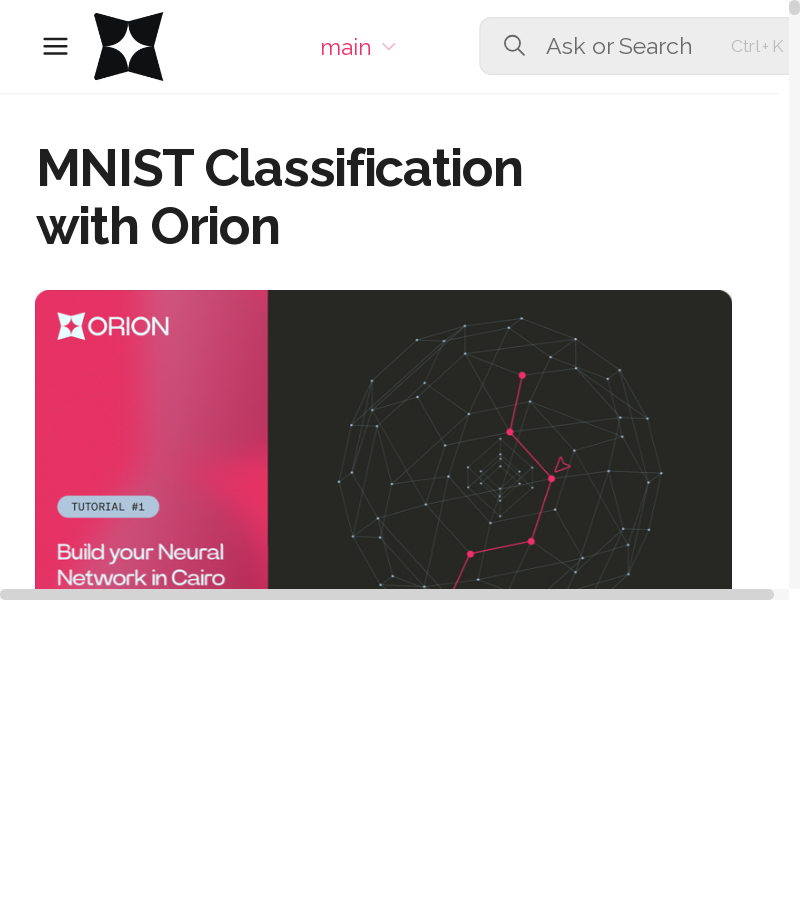 main
Ask or Search
Ctrl + K
MNIST Classification
with Orion
ORION
TUTORIAL #1
Build your Neural
Network in Cairo